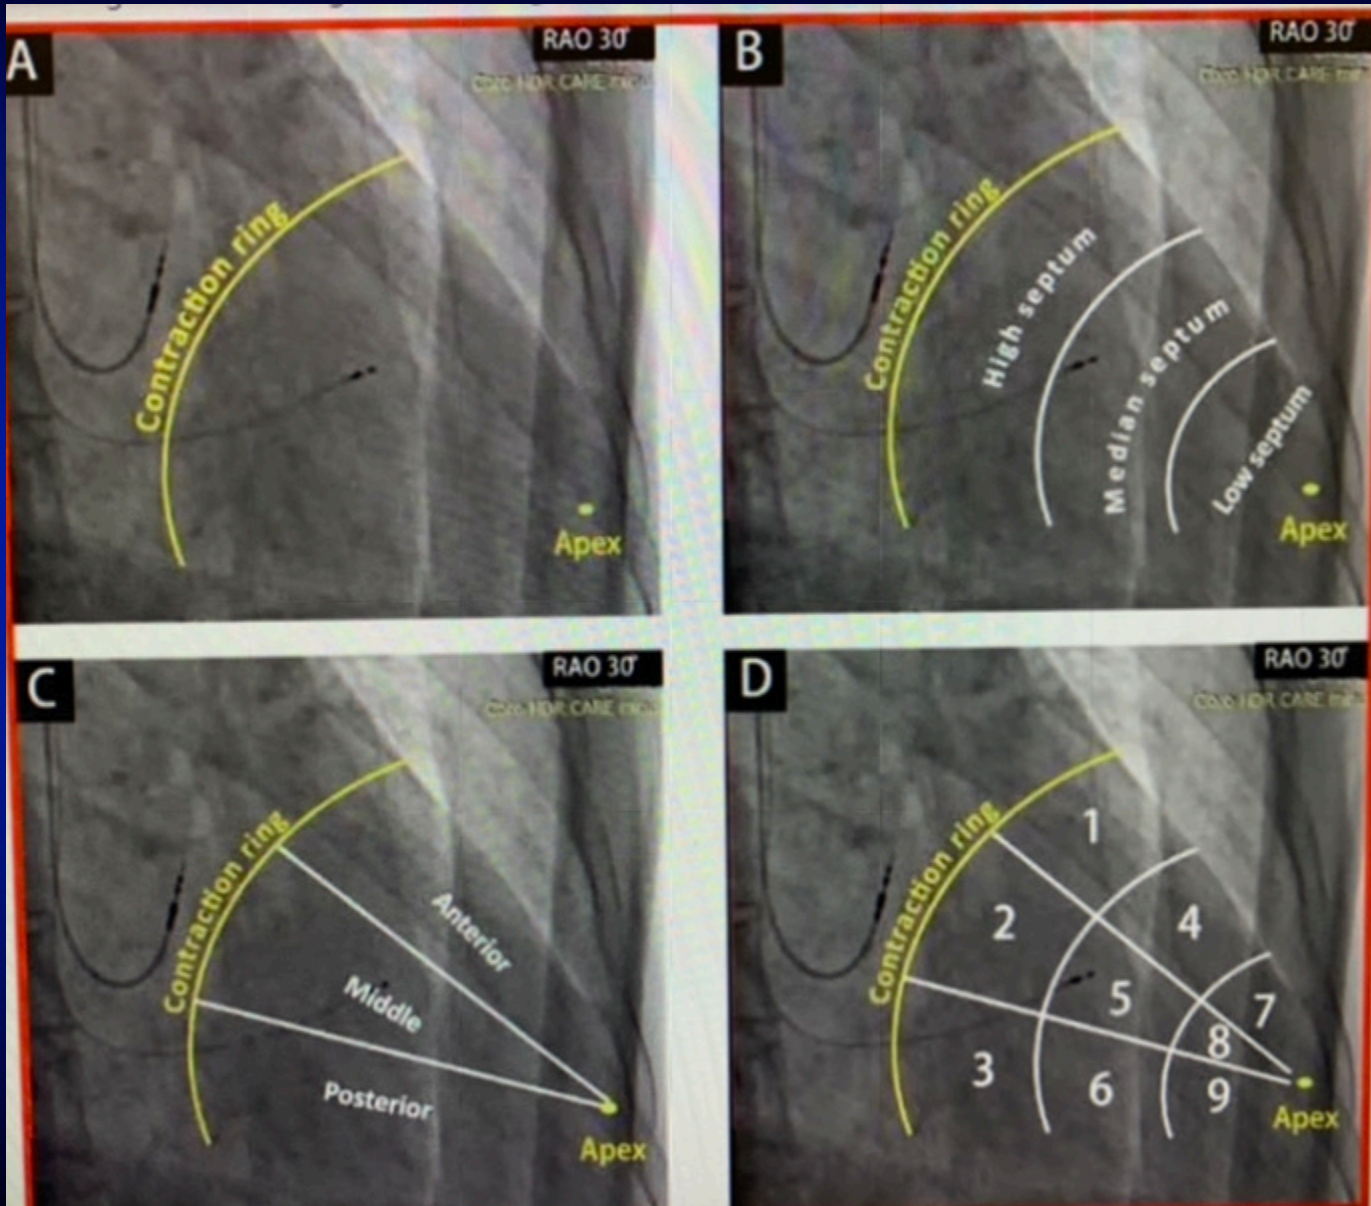 A
RAO 30°
Contraction ring
Apex
B
RAO 30°
Contraction ring
High septum
Median septum
Low septum
Apex
C
RAO 30°
Contraction ring
Anterior
Middle
Posterior
Apex
D
RAO 30°
Contraction ring
1
2
3
4
5
6
7
8
9
Apex